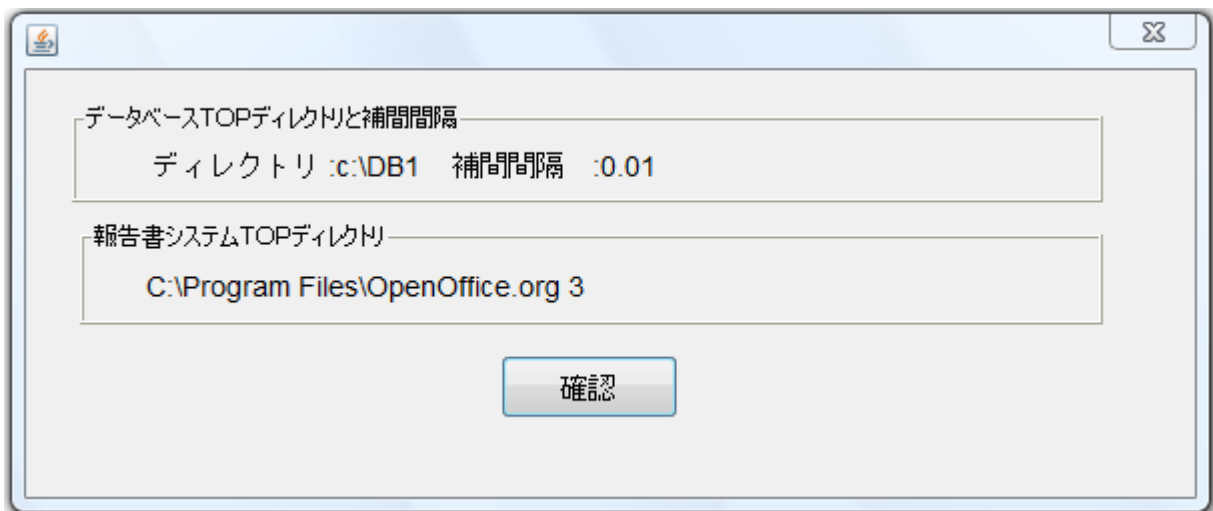 データベースTOPディレクトリと補間間隔
ディレクトリ :c:\DB1 補間間隔 :0.01
報告書システムTOPディレクトリ
C:\Program Files\OpenOffice.org 3
確認